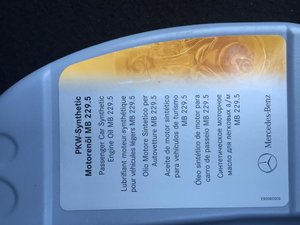 PKW-Synthetic
Motorenöl MB 229.5
Passenger Car Synthetic
Engine Oil MB 229.5
Lubrifiant moteur synthétique
pour véhicules légers MB 229.5
Olio Motore Sintetico per
Autovetture MB 229.5
Aceite de motor sintético
para vehículos de turismo
MB 229.5
Óleo sintético de motor para
carro de passeio MB 229.5
Синтетическое моторное
масло для легковых а/м
MB 229.5
Mercedes-Benz